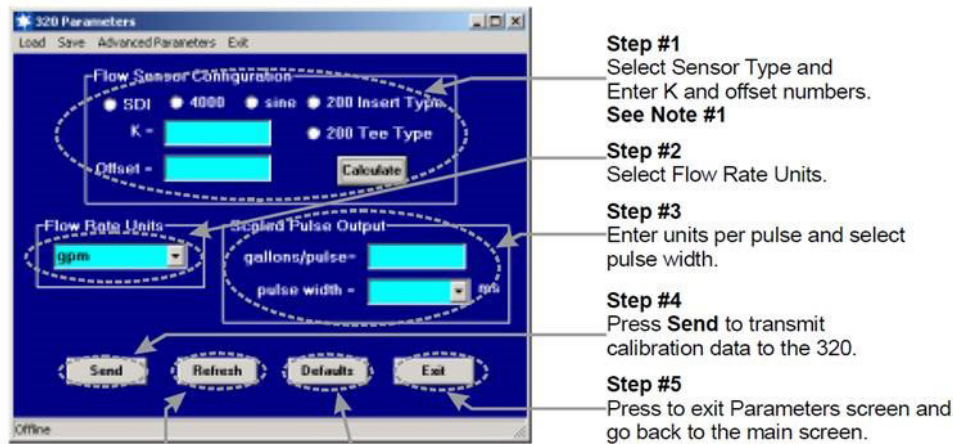 320 Parameters
Load Save Advanced Parameters Exit
Flow Sensor Configuration
SDI 4000 sine 200 Insert Type
K =
200 Tee Type
Offset =
Calculate
Flow Rate Units
gpm
Scaled Pulse Output
gallons/pulse=
pulse width = ms
Send Refresh Defaults Exit
Offline
Step #1
Select Sensor Type and
Enter K and offset numbers.
See Note #1
Step #2
Select Flow Rate Units.
Step #3
Enter units per pulse and select
pulse width.
Step #4
Press Send to transmit
calibration data to the 320.
Step #5
Press to exit Parameters screen and
go back to the main screen.